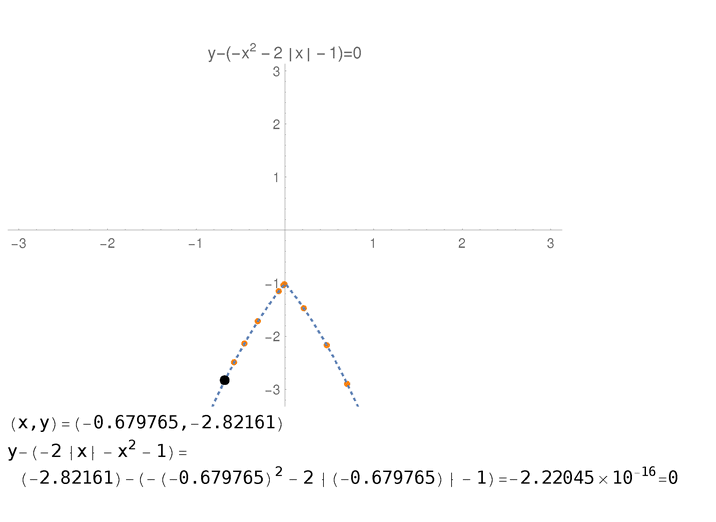 y−(−x² − 2 |x| − 1)=0
3
2
1
−3 −2 −1 1 2 3
−1
−2
−3
(x,y) = (−0.679765,−2.82161)
y−(−2 |x| − x² − 1) =
(−2.82161) − (− (−0.679765)² − 2 | (−0.679765) | − 1) =−2.22045 × 10⁻¹⁶=0